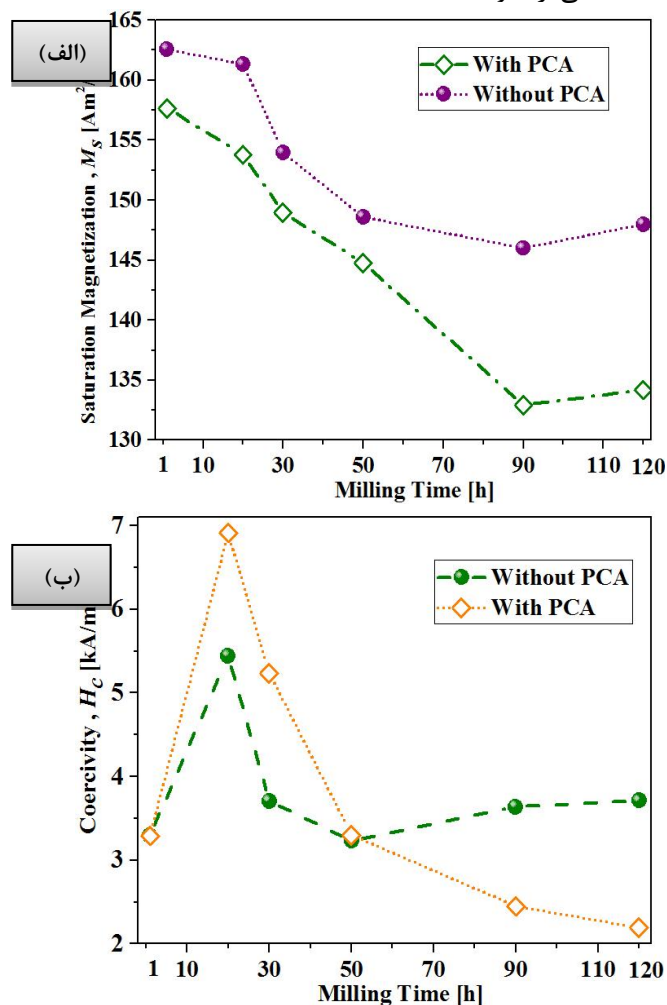 (الف)
Saturation Magnetization , M_S [Am²/
165
160
155
150
145
140
135
130
With PCA
Without PCA
1 10 30 50 70 90 110 120
Milling Time [h]
(ب)
Coercivity , H_C [kA/m
7
6
5
4
3
2
Without PCA
With PCA
1 10 30 50 70 90 110 120
Milling Time [h]